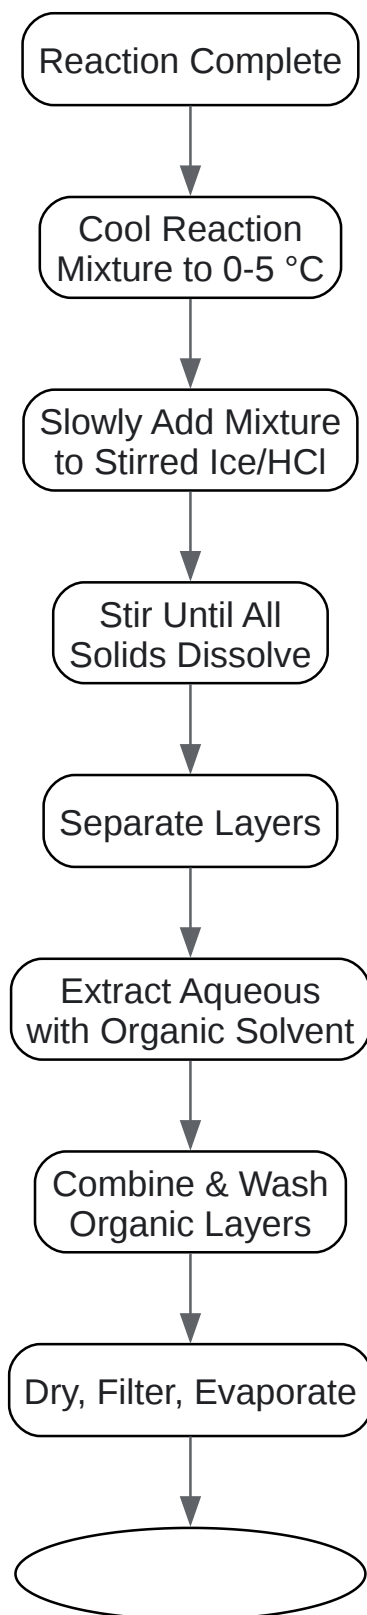 Reaction Complete
Cool Reaction
Mixture to 0-5 °C
Slowly Add Mixture
to Stirred Ice/HCl
Stir Until All
Solids Dissolve
Separate Layers
Extract Aqueous
with Organic Solvent
Combine & Wash
Organic Layers
Dry, Filter, Evaporate